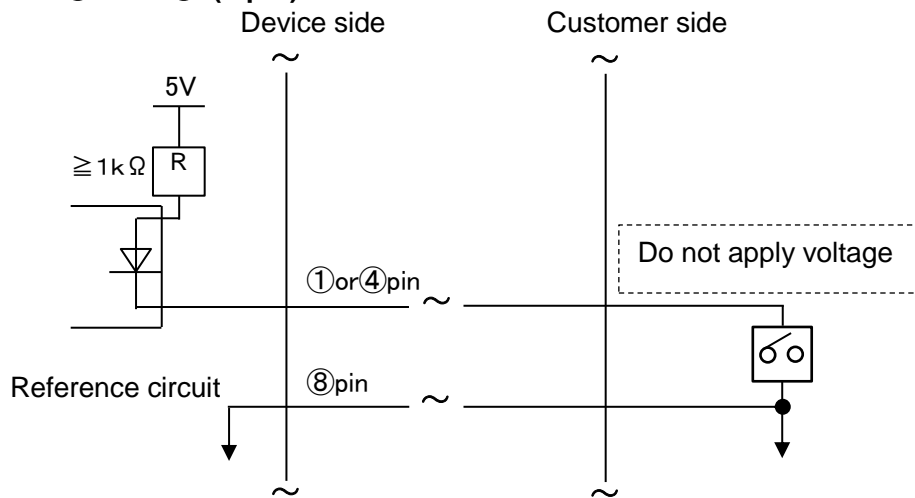 Device side
Customer side
5V
≧1kΩ
R
Do not apply voltage
①or④pin
Reference circuit
⑧pin